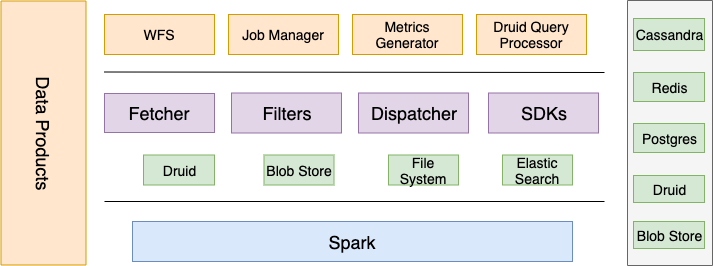 Data Products
WFS
Job Manager
Metrics
Generator
Druid Query
Processor
Fetcher
Filters
Dispatcher
SDKs
Druid
Blob Store
File
System
Elastic
Search
Spark
Cassandra
Redis
Postgres
Druid
Blob Store